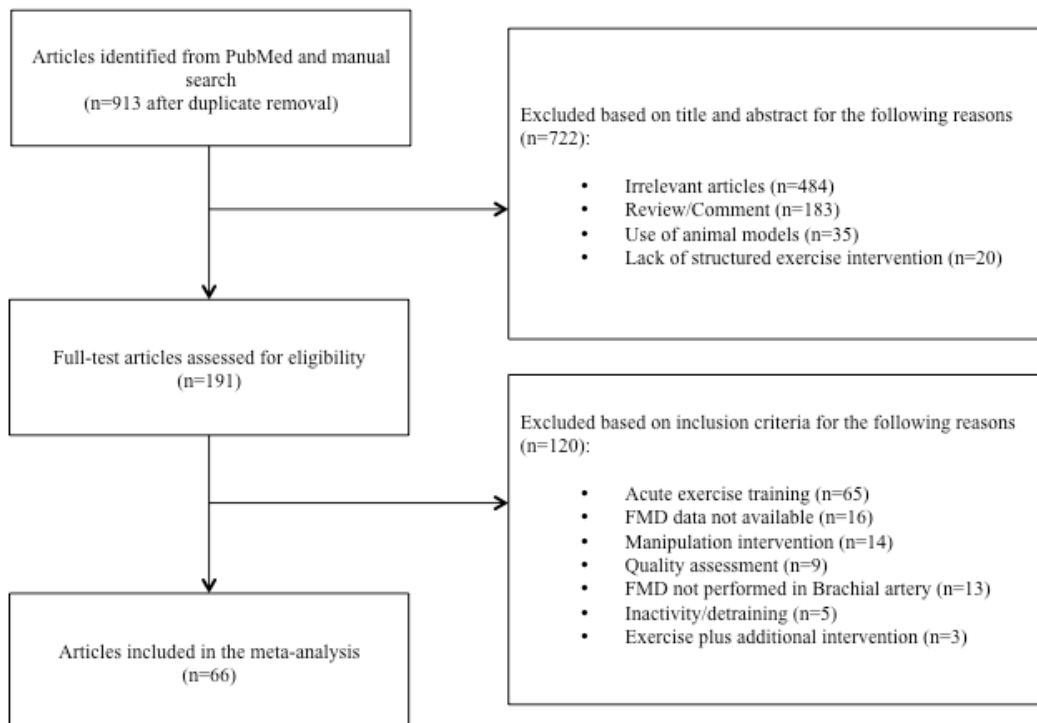 Articles identified from PubMed and manual
search
(n=913 after duplicate removal)
Excluded based on title and abstract for the following reasons
(n=722):
• Irrelevant articles (n=484)
• Review/Comment (n=183)
• Use of animal models (n=35)
• Lack of structured exercise intervention (n=20)
Full-test articles assessed for eligibility
(n=191)
Excluded based on inclusion criteria for the following reasons
(n=120):
• Acute exercise training (n=65)
• FMD data not available (n=16)
• Manipulation intervention (n=14)
• Quality assessment (n=9)
• FMD not performed in Brachial artery (n=13)
• Inactivity/detraining (n=5)
• Exercise plus additional intervention (n=3)
Articles included in the meta-analysis
(n=66)